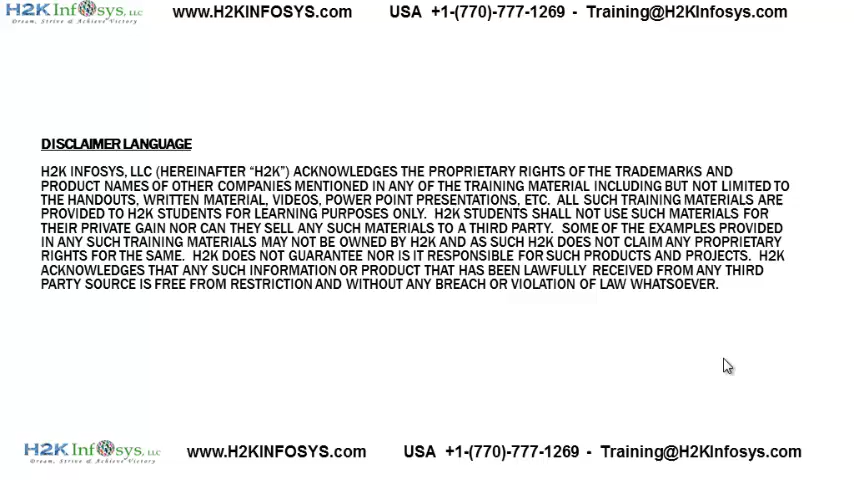 H2K Infosys, LLC www.H2KINFOSYS.com USA +1-(770)-777-1269 - Training@H2KInfosys.com
Dream, Strive & Achieve Victory
DISCLAIMER LANGUAGE
H2K INFOSYS, LLC (HEREINAFTER “H2K”) ACKNOWLEDGES THE PROPRIETARY RIGHTS OF THE TRADEMARKS AND
PRODUCT NAMES OF OTHER COMPANIES MENTIONED IN ANY OF THE TRAINING MATERIAL INCLUDING BUT NOT LIMITED TO
THE HANDOUTS, WRITTEN MATERIAL, VIDEOS, POWER POINT PRESENTATIONS, ETC. ALL SUCH TRAINING MATERIALS ARE
PROVIDED TO H2K STUDENTS FOR LEARNING PURPOSES ONLY. H2K STUDENTS SHALL NOT USE SUCH MATERIALS FOR
THEIR PRIVATE GAIN NOR CAN THEY SELL ANY SUCH MATERIALS TO A THIRD PARTY. SOME OF THE EXAMPLES PROVIDED
IN ANY SUCH TRAINING MATERIALS MAY NOT BE OWNED BY H2K AND AS SUCH H2K DOES NOT CLAIM ANY PROPRIETARY
RIGHTS FOR THE SAME. H2K DOES NOT GUARANTEE NOR IS IT RESPONSIBLE FOR SUCH PRODUCTS AND PROJECTS. H2K
ACKNOWLEDGES THAT ANY SUCH INFORMATION OR PRODUCT THAT HAS BEEN LAWFULLY RECEIVED FROM ANY THIRD
PARTY SOURCE IS FREE FROM RESTRICTION AND WITHOUT ANY BREACH OR VIOLATION OF LAW WHATSOEVER.
H2K Infosys, LLC www.H2KINFOSYS.com USA +1-(770)-777-1269 - Training@H2KInfosys.com
Dream, Strive & Achieve Victory